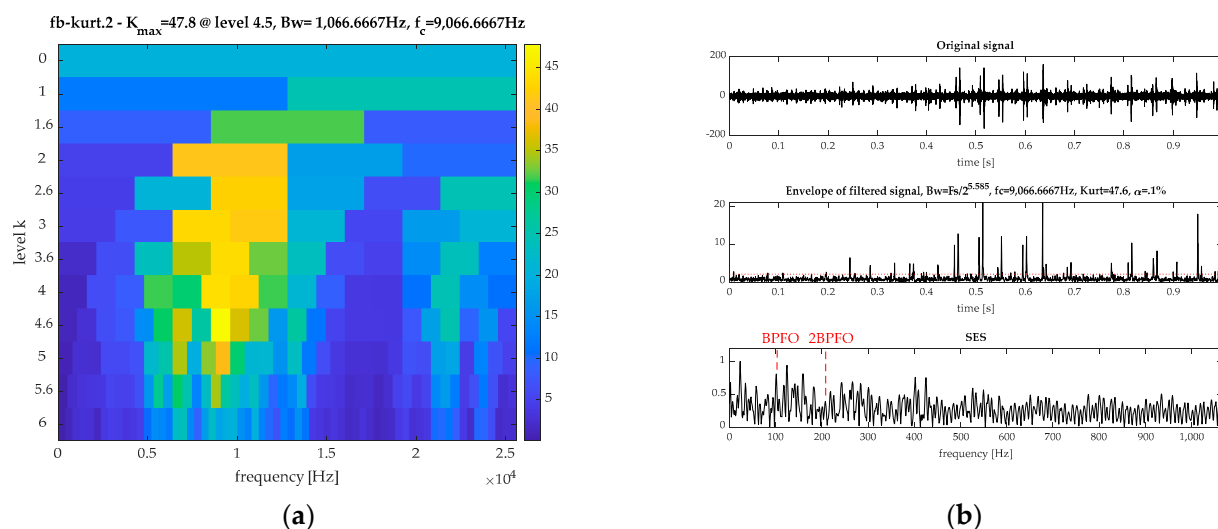 fb-kurt.2 - K_max=47.8 @ level 4.5, Bw= 1,066.6667Hz, f_c=9,066.6667Hz
level k
0
1
1.6
2
2.6
3
3.6
4
4.6
5
5.6
6
0 0.5 1 1.5 2 2.5
×10^4
frequency [Hz]
45
40
35
30
25
20
15
10
5
(a)
Original signal
200
0
-200
0 0.1 0.2 0.3 0.4 0.5 0.6 0.7 0.8 0.9
time [s]
Envelope of filtered signal, Bw=Fs/2^5.585, fc=9,066.6667Hz, Kurt=47.6, α=.1%
20
10
0
0 0.1 0.2 0.3 0.4 0.5 0.6 0.7 0.8 0.9
time [s]
BPFO 2BPFO SES
1
0.5
0
0 100 200 300 400 500 600 700 800 900 1,000
frequency [Hz]
(b)